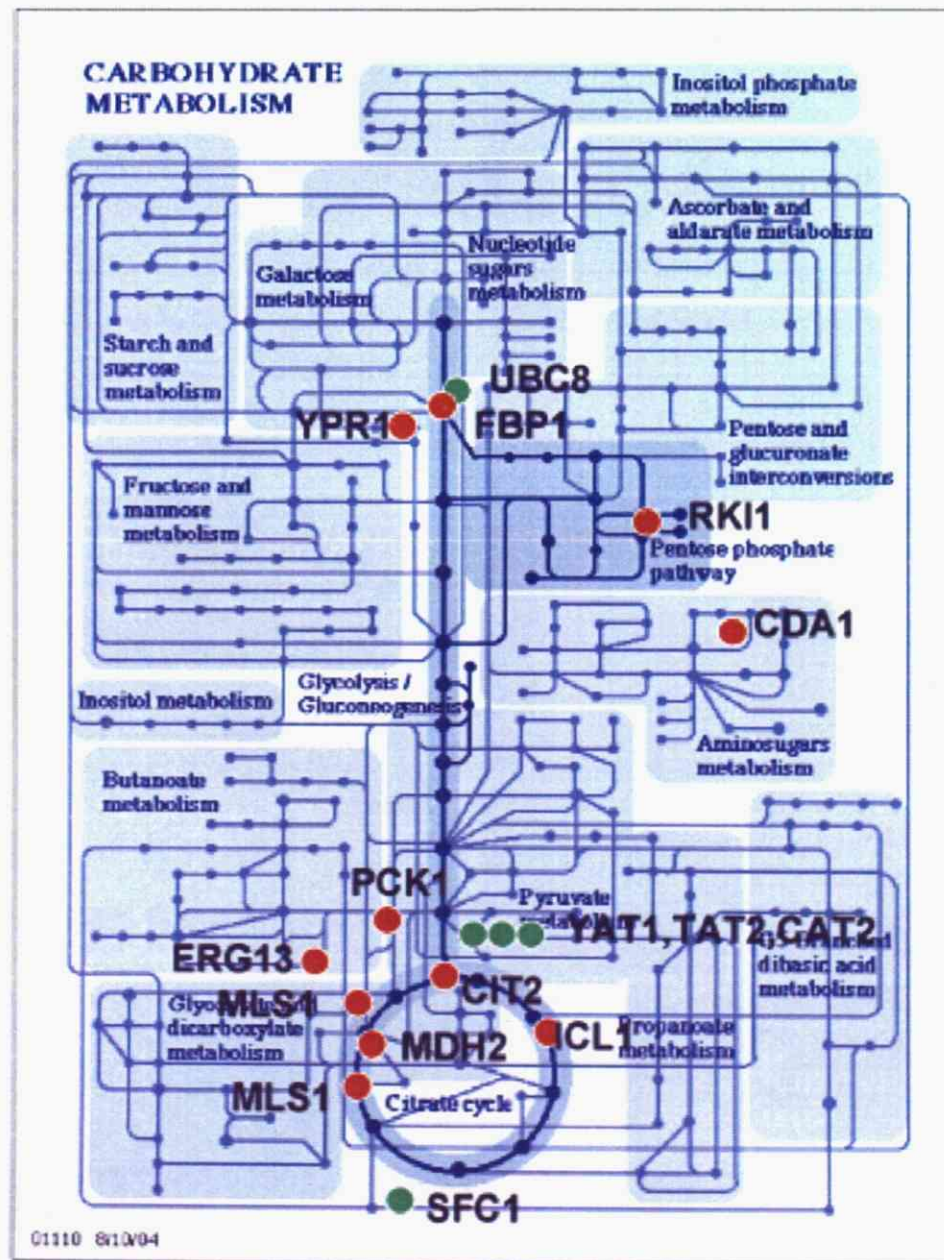 CARBOHYDRATE
METABOLISM
Inositol phosphate
metabolism
Ascorbate and
aldarate metabolism
Nucleotide
sugars
metabolism
Galactose
metabolism
Starch and
sucrose
metabolism
UBC8
YPR1
FBP1
Pentose and
glucuronate
interconversions
Fructose and
mannose
metabolism
RKI1
Pentose phosphate
pathway
CDA1
Glycolysis /
Gluconeogenesis
Inositol metabolism
Aminosugars
metabolism
Butanoate
metabolism
PCK1
Pyruvate
metabolism
YAT1,TAT2,CAT2
dibasic acid
metabolism
ERG13
CIT2
MLS1
dicarboxylate
metabolism
MDH2
ICL1
Propanoate
metabolism
MLS1
Citrate cycle
SFC1
01110 8/10/04